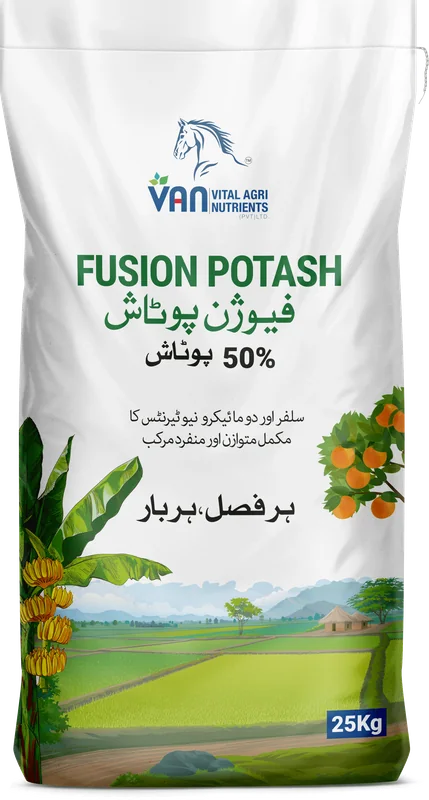 VAN VITAL AGRI
NUTRIENTS
(PVT)LTD
TM
FUSION POTASH
فیوژن پوٹاش
50% پوٹاش
سلفر اور دو مائیکرو نیوٹرینٹس کا
مکمل متوازن اور منفرد مرکب
ہر فصل، ہر بار
25Kg